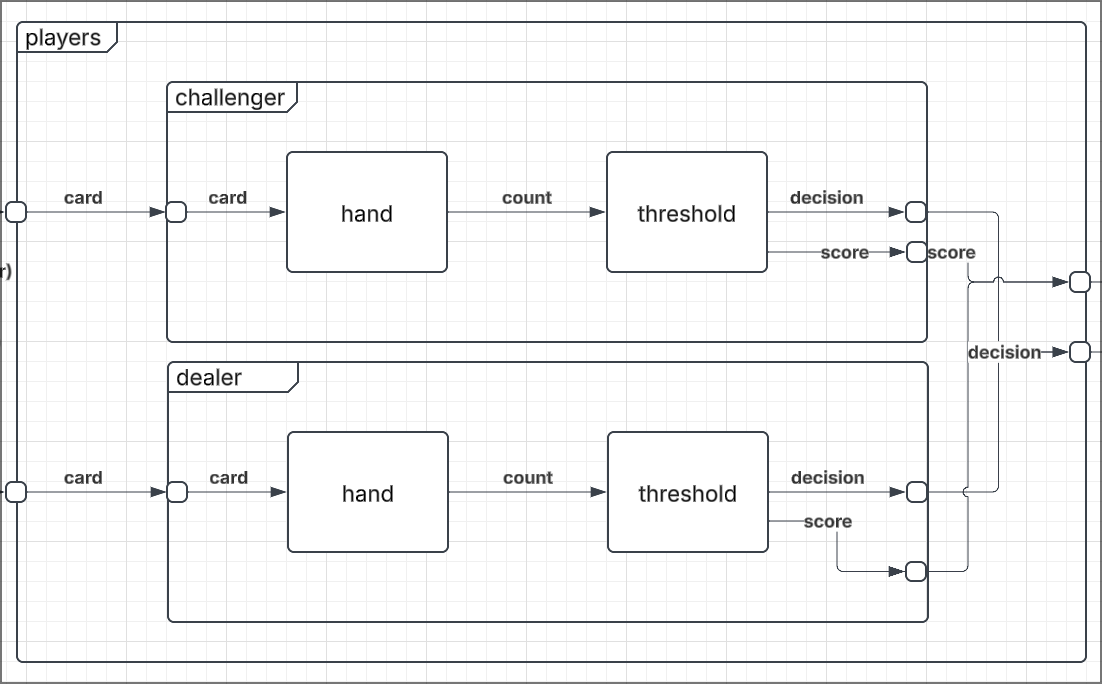 players
challenger
card
card
hand
count
threshold
decision
score
score
r)
decision
dealer
card
card
hand
count
threshold
decision
score